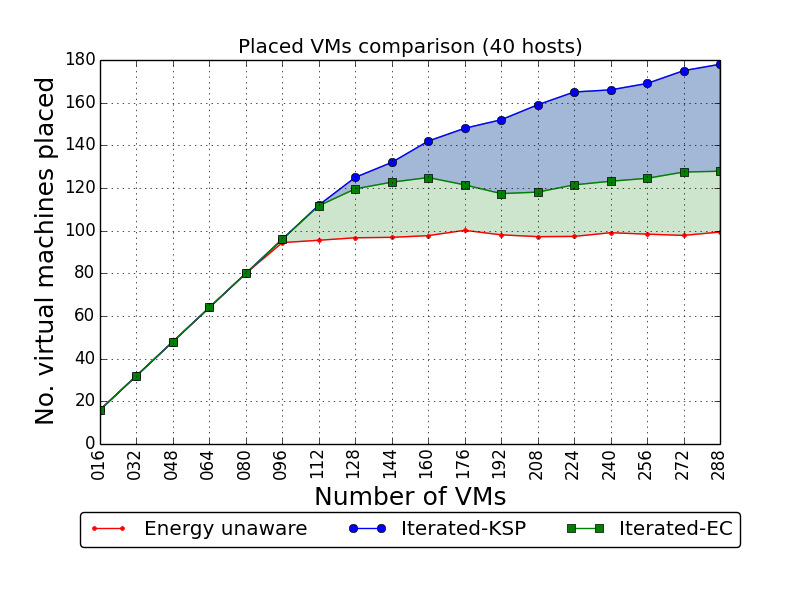 Placed VMs comparison (40 hosts)
No. virtual machines placed
180
160
140
120
100
80
60
40
20
0
016 032 048 064 080 096 112 128 144 160 176 192 208 224 240 256 272 288
Number of VMs
Energy unaware Iterated-KSP Iterated-EC